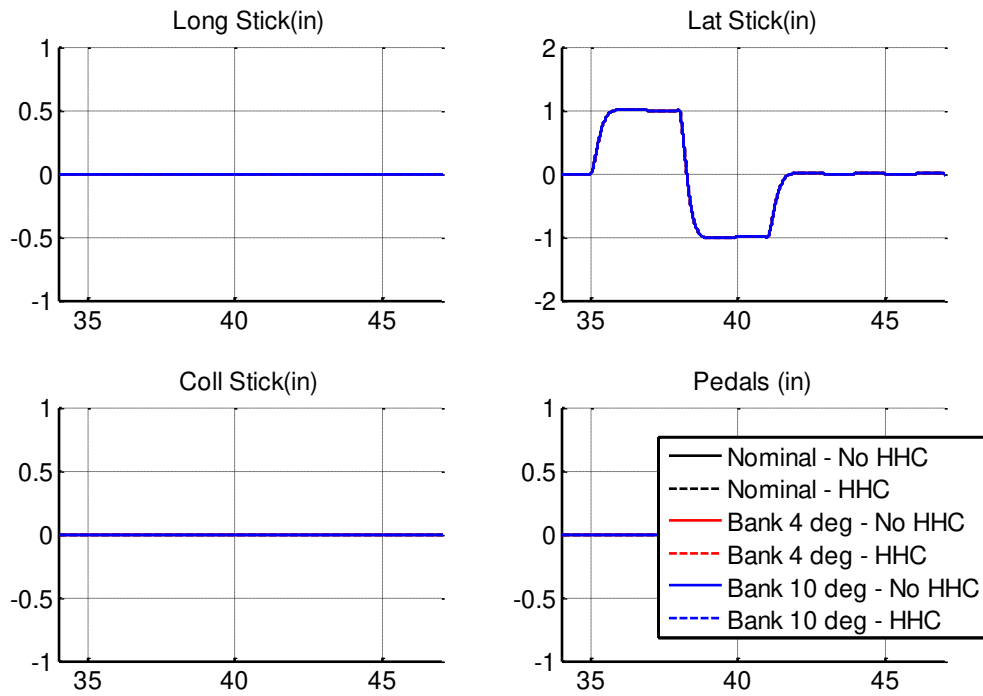 Long Stick(in)
1
0.5
0
-0.5
-1
35 40 45
Lat Stick(in)
2
1
0
-1
-2
35 40 45
Coll Stick(in)
1
0.5
0
-0.5
-1
35 40 45
Pedals (in)
1
0.5
0
-0.5
-1
35 40 45
Nominal - No HHC
Nominal - HHC
Bank 4 deg - No HHC
Bank 4 deg - HHC
Bank 10 deg - No HHC
Bank 10 deg - HHC